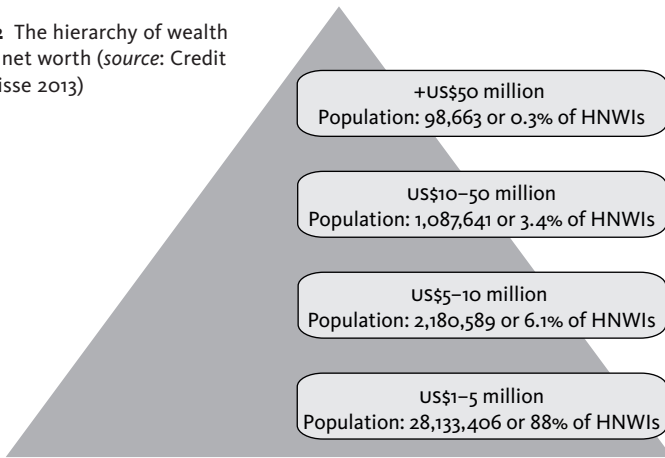 2 The hierarchy of wealth
net worth (source: Credit
isse 2013)
+US$50 million
Population: 98,663 or 0.3% of HNWIs
US$10–50 million
Population: 1,087,641 or 3.4% of HNWIs
US$5–10 million
Population: 2,180,589 or 6.1% of HNWIs
US$1–5 million
Population: 28,133,406 or 88% of HNWIs